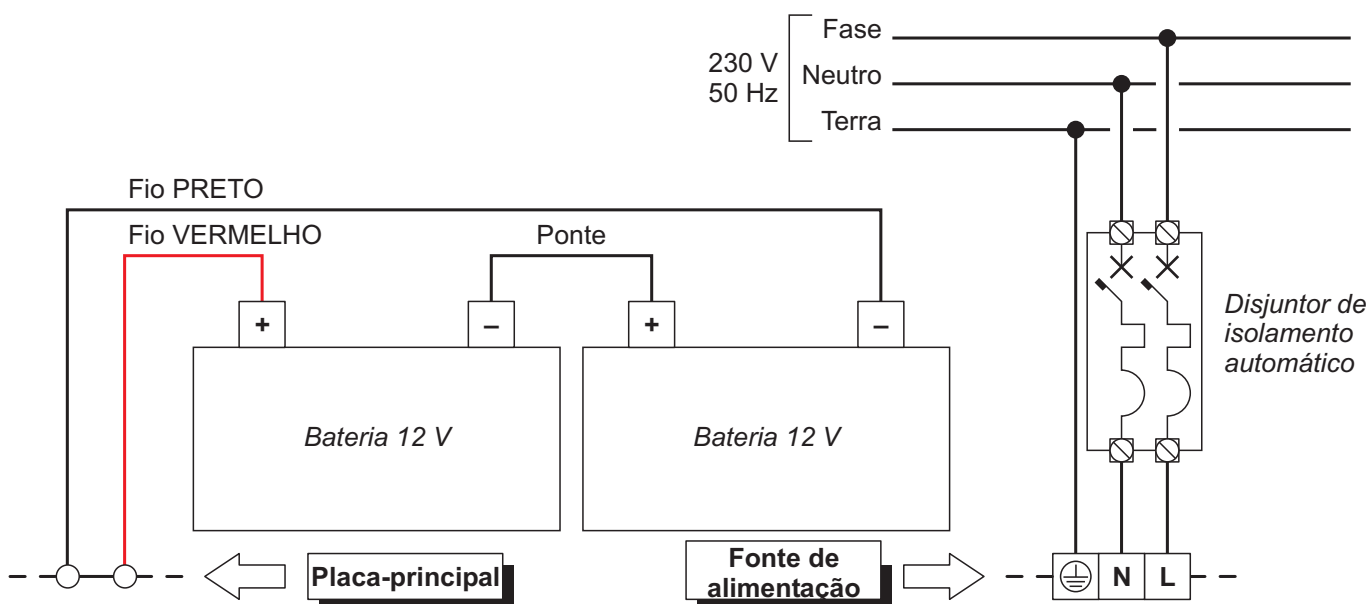 Fase
230 V
50 Hz
Neutro
Terra
Fio PRETO
Fio VERMELHO
Ponte
+
–
+
–
Disjuntor de
isolamento
automático
Bateria 12 V
Bateria 12 V
Placa-principal
Fonte de
alimentação
N
L